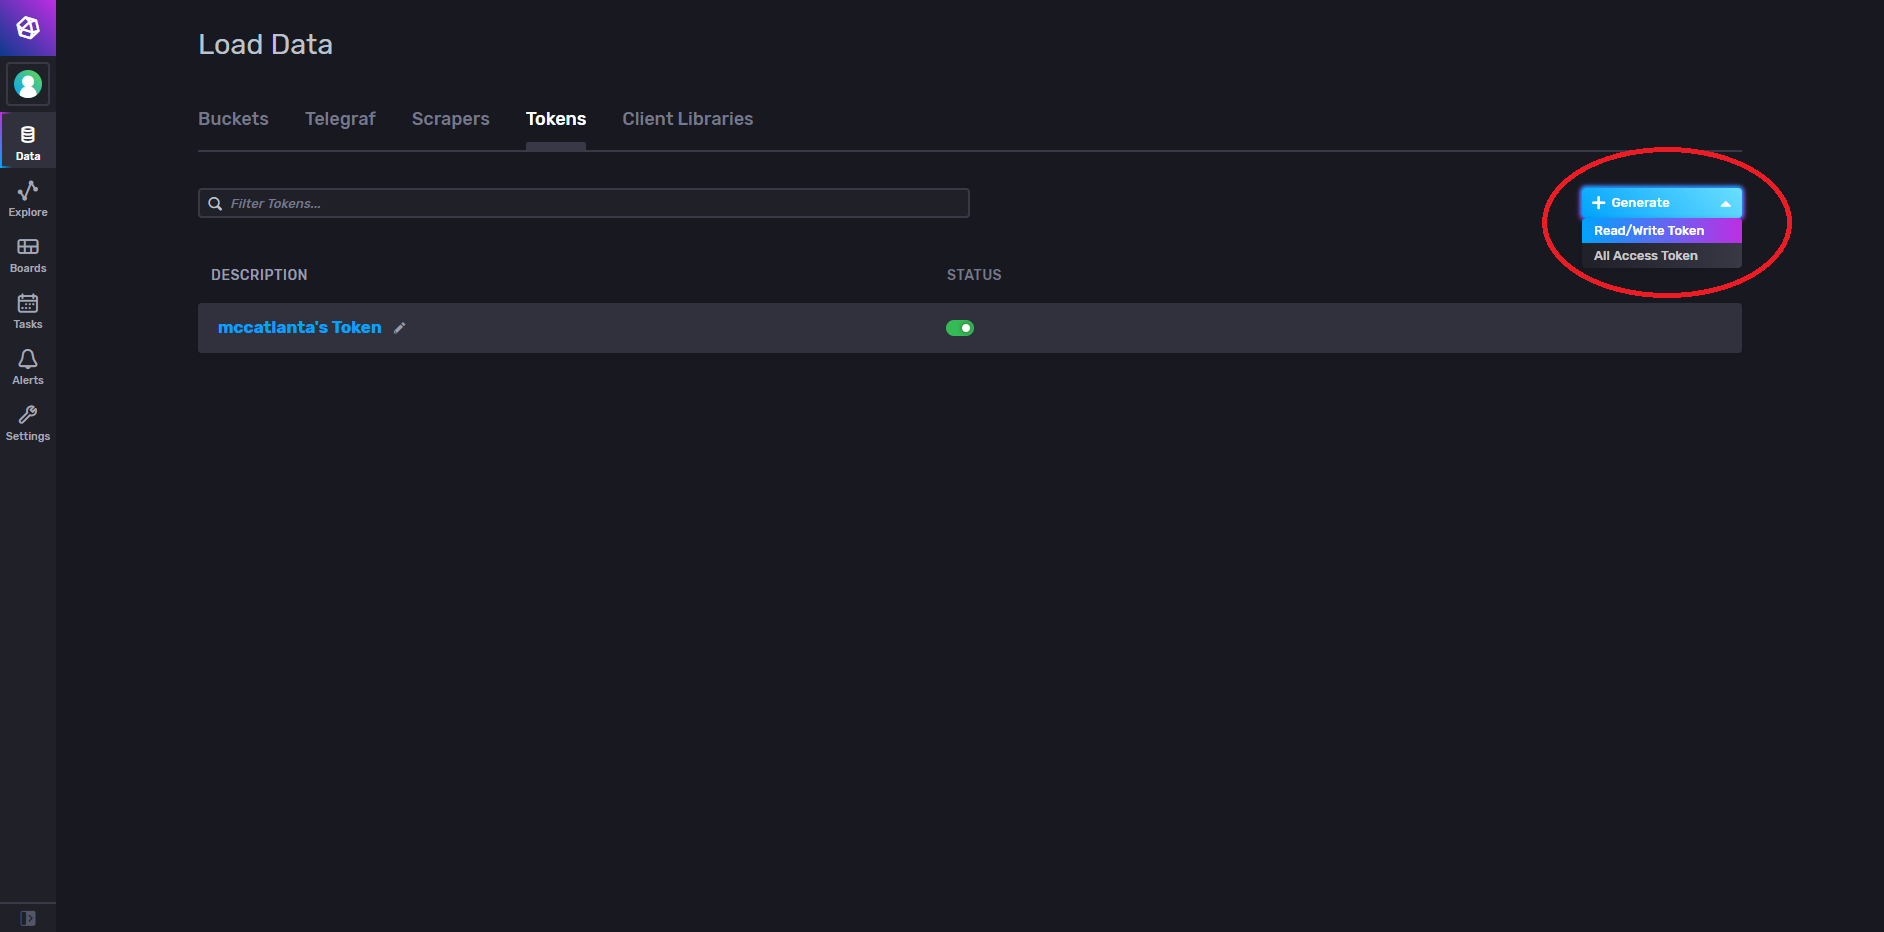 Load Data
Buckets Telegraf Scrapers Tokens Client Libraries
Filter Tokens...
Generate
Read/Write Token
All Access Token
DESCRIPTION STATUS
mccatlanta's Token
Data
Explore
Boards
Tasks
Alerts
Settings